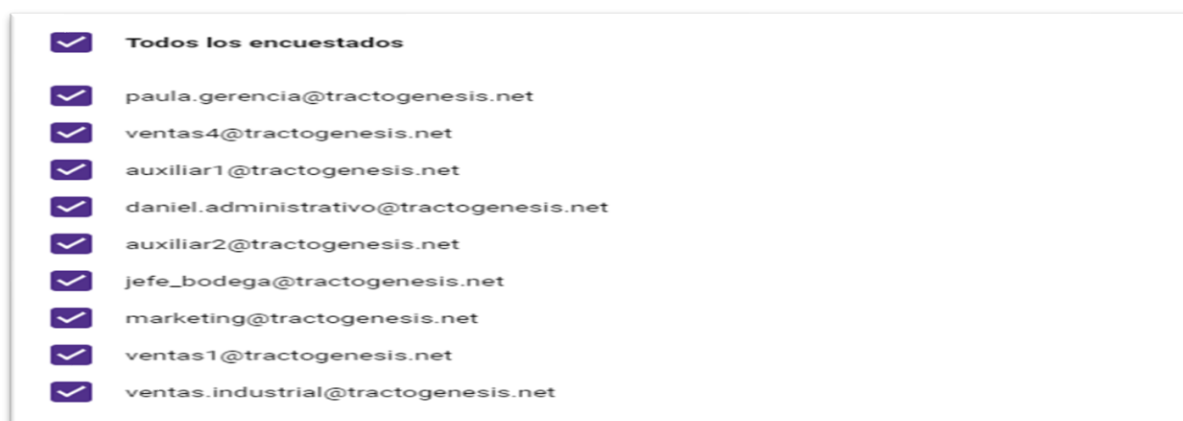 Todos los encuestados
paula.gerencia@tractogenesis.net
ventas4@tractogenesis.net
auxiliar1@tractogenesis.net
daniel.administrativo@tractogenesis.net
auxiliar2@tractogenesis.net
jefe_bodega@tractogenesis.net
marketing@tractogenesis.net
ventas1@tractogenesis.net
ventas.industrial@tractogenesis.net